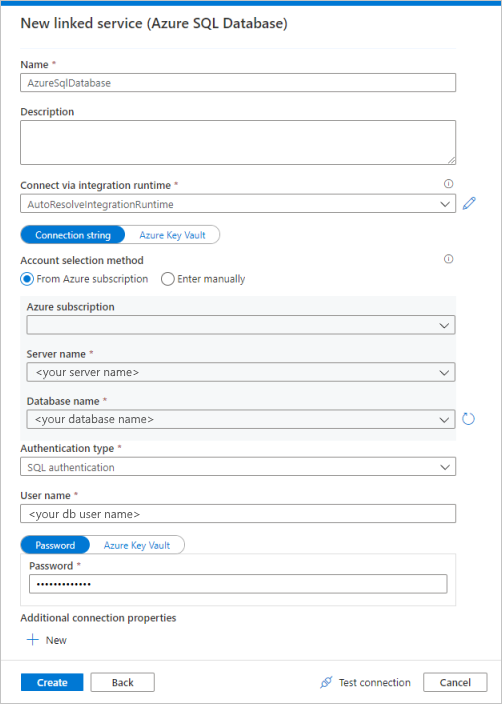 New linked service (Azure SQL Database)
Name *
AzureSqlDatabase
Description
Connect via integration runtime *
AutoResolveIntegrationRuntime
Connection string Azure Key Vault
Account selection method
From Azure subscription Enter manually
Azure subscription
Server name *
<your server name>
Database name *
<your database name>
Authentication type *
SQL authentication
User name *
<your db user name>
Password Azure Key Vault
Password *
•••••••••••••
Additional connection properties
New
Create Back Test connection Cancel